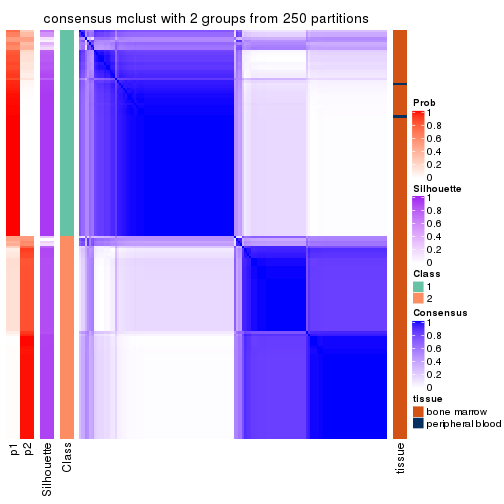 consensus mclust with 2 groups from 250 partitions
Prob
1
0.8
0.6
0.4
0.2
0
Silhouette
1
0.8
0.6
0.4
0.2
0
Class
1
2
Consensus
1
0.8
0.6
0.4
0.2
0
tissue
bone marrow
peripheral blood
p1
p2
Silhouette
Class
tissue